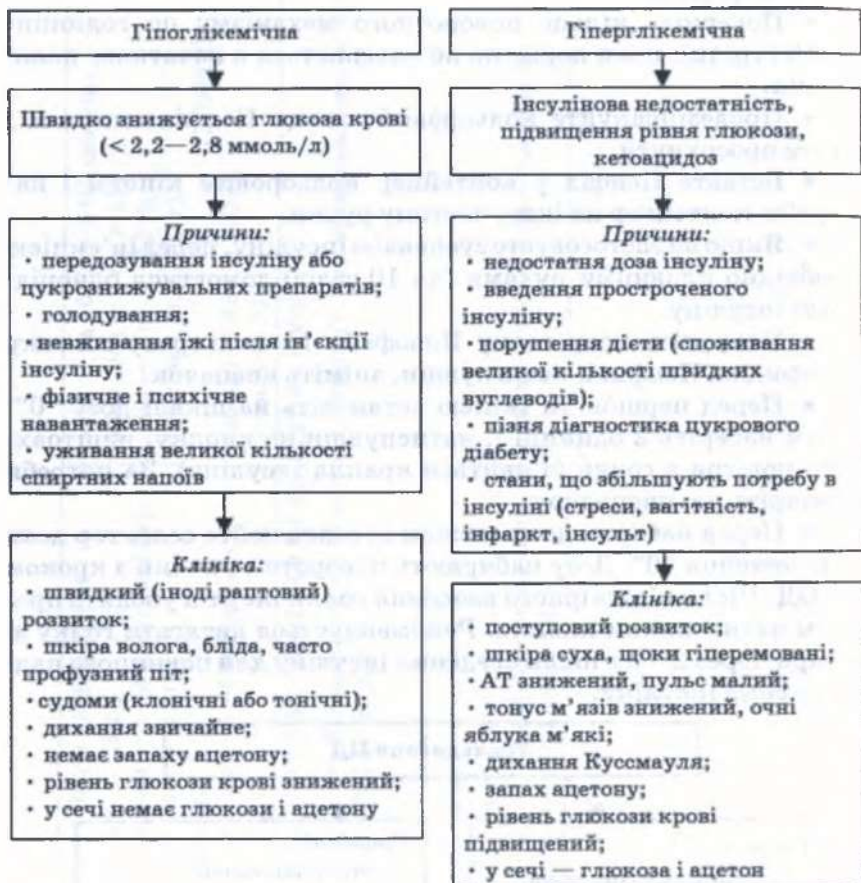 Гіпоглікемічна
Швидко знижується глюкоза крові
(< 2,2—2,8 ммоль/л)
Причини:
• передозування інсуліну або
цукрознижувальних препаратів;
• голодування;
• невживання їжі після ін’єкції
інсуліну;
• фізичне і психічне
навантаження;
• уживання великої кількості
спиртних напоїв
Клініка:
• швидкий (іноді раптовий)
розвиток;
• шкіра волога, бліда, часто
профузний піт;
• судоми (клонічні або тонічні);
• дихання звичайне;
• немає запаху ацетону;
• рівень глюкози крові знижений;
• у сечі немає глюкози і ацетону
Гіперглікемічна
Інсулінова недостатність,
підвищення рівня глюкози,
кетоацидоз
Причини:
• недостатня доза інсуліну;
• введення простроченого
інсуліну;
• порушення дієти (споживання
великої кількості швидких
вуглеводів);
• пізня діагностика цукрового
діабету;
• стани, що збільшують потребу в
інсуліні (стреси, вагітність,
інфаркт, інсульт)
Клініка:
• поступовий розвиток;
• шкіра суха, щоки гіперемовані;
• АТ знижений, пульс малий;
• тонус м’язів знижений, очні
яблука м’які;
• дихання Куссмауля;
• запах ацетону;
• рівень глюкози крові
підвищений;
• у сечі — глюкоза і ацетон